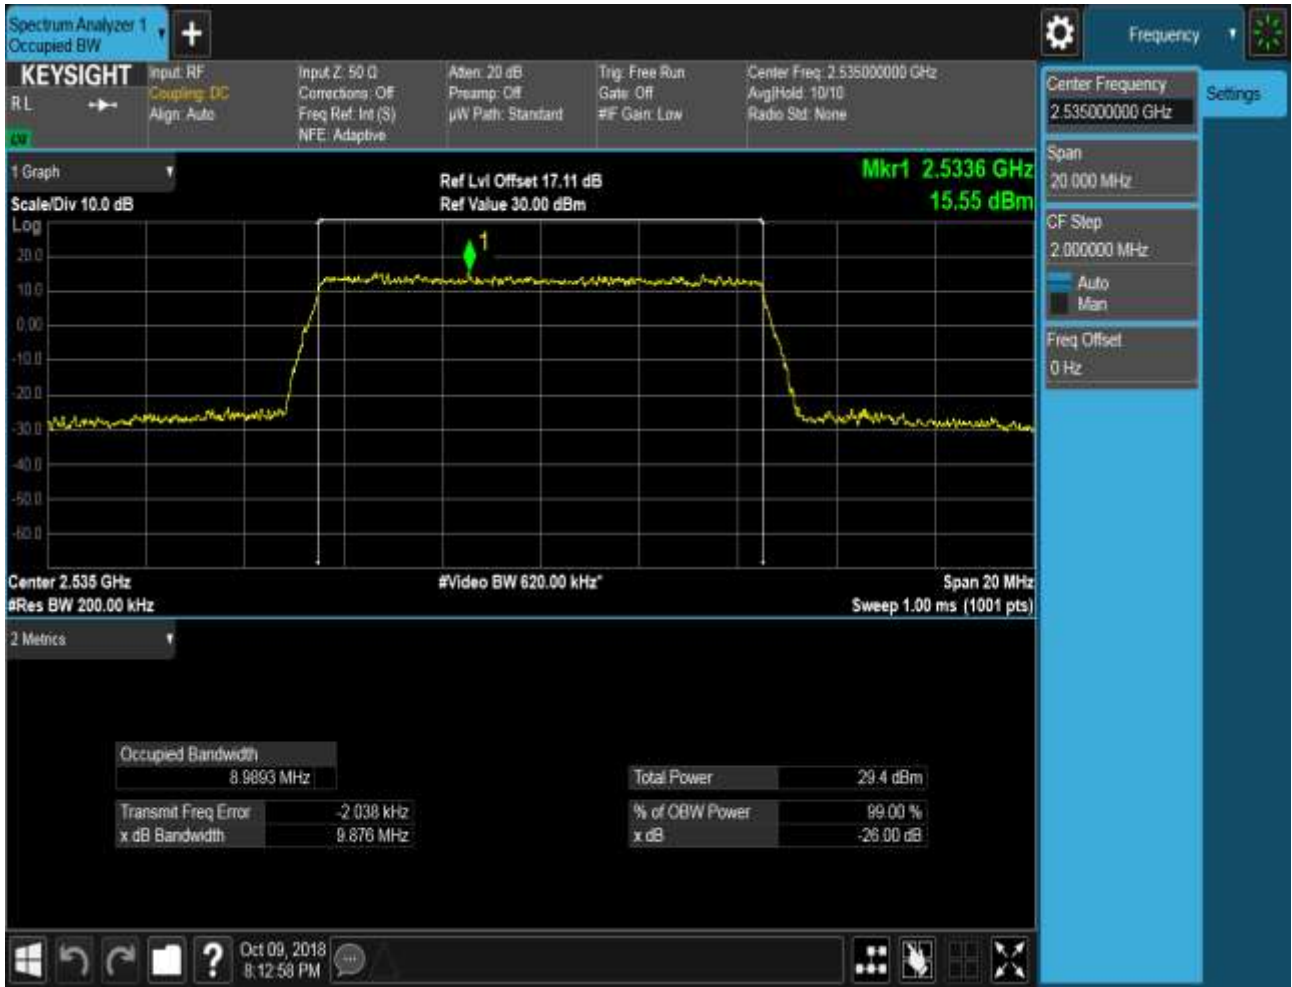 Spectrum Analyzer 1
Occupied BW
Frequency
KEYSIGHT
R L
LXI
Input: RF
Coupling: DC
Align: Auto
Input Z: 50 Ω
Corrections: Off
Freq Ref: Int (S)
NFE: Adaptive
Atten: 20 dB
Preamp: Off
µW Path: Standard
Trig: Free Run
Gate: Off
#IF Gain: Low
Center Freq: 2.535000000 GHz
Avg|Hold: 10/10
Radio Std: None
Center Frequency
2.535000000 GHz
Settings
Span
20.000 MHz
CF Step
2.000000 MHz
Auto
Man
Freq Offset
0 Hz
1 Graph
Scale/Div 10.0 dB
Ref Lvl Offset 17.11 dB
Ref Value 30.00 dBm
Mkr1 2.5336 GHz
15.55 dBm
Log
20.0
10.0
0.00
-10.0
-20.0
-30.0
-40.0
-50.0
-60.0
1
Center 2.535 GHz
#Res BW 200.00 kHz
#Video BW 620.00 kHz*
Span 20 MHz
Sweep 1.00 ms (1001 pts)
2 Metrics
Occupied Bandwidth
8.9893 MHz
Transmit Freq Error -2.038 kHz
x dB Bandwidth 9.876 MHz
Total Power 29.4 dBm
% of OBW Power 99.00 %
x dB -26.00 dB
?
Oct 09, 2018
8:12:58 PM